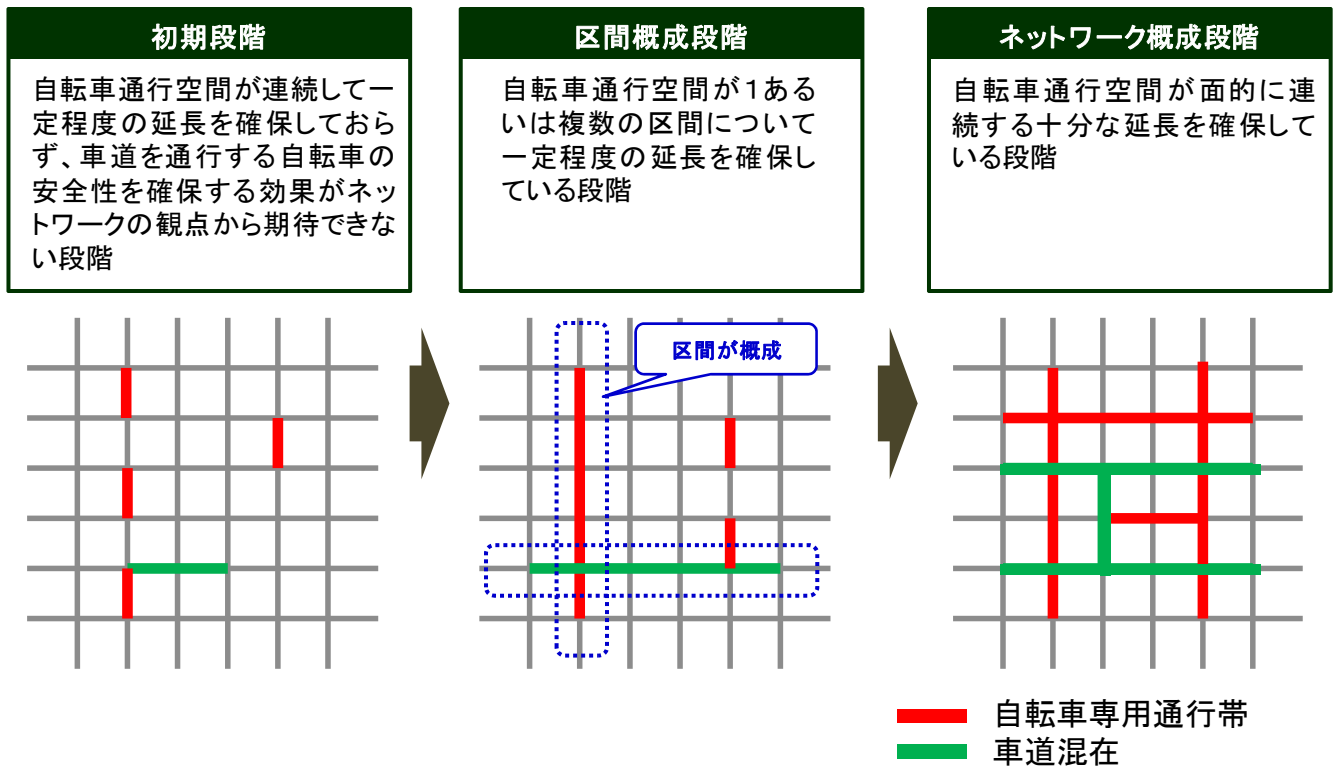 初期段階
自転車通行空間が連続して一
定程度の延長を確保しておら
ず、車道を通行する自転車の
安全性を確保する効果がネッ
トワークの観点から期待できな
い段階
区間概成段階
自転車通行空間が1ある
いは複数の区間について
一定程度の延長を確保し
ている段階
ネットワーク概成段階
自転車通行空間が面的に連
続する十分な延長を確保して
いる段階
区間が概成
自転車専用通行帯
車道混在